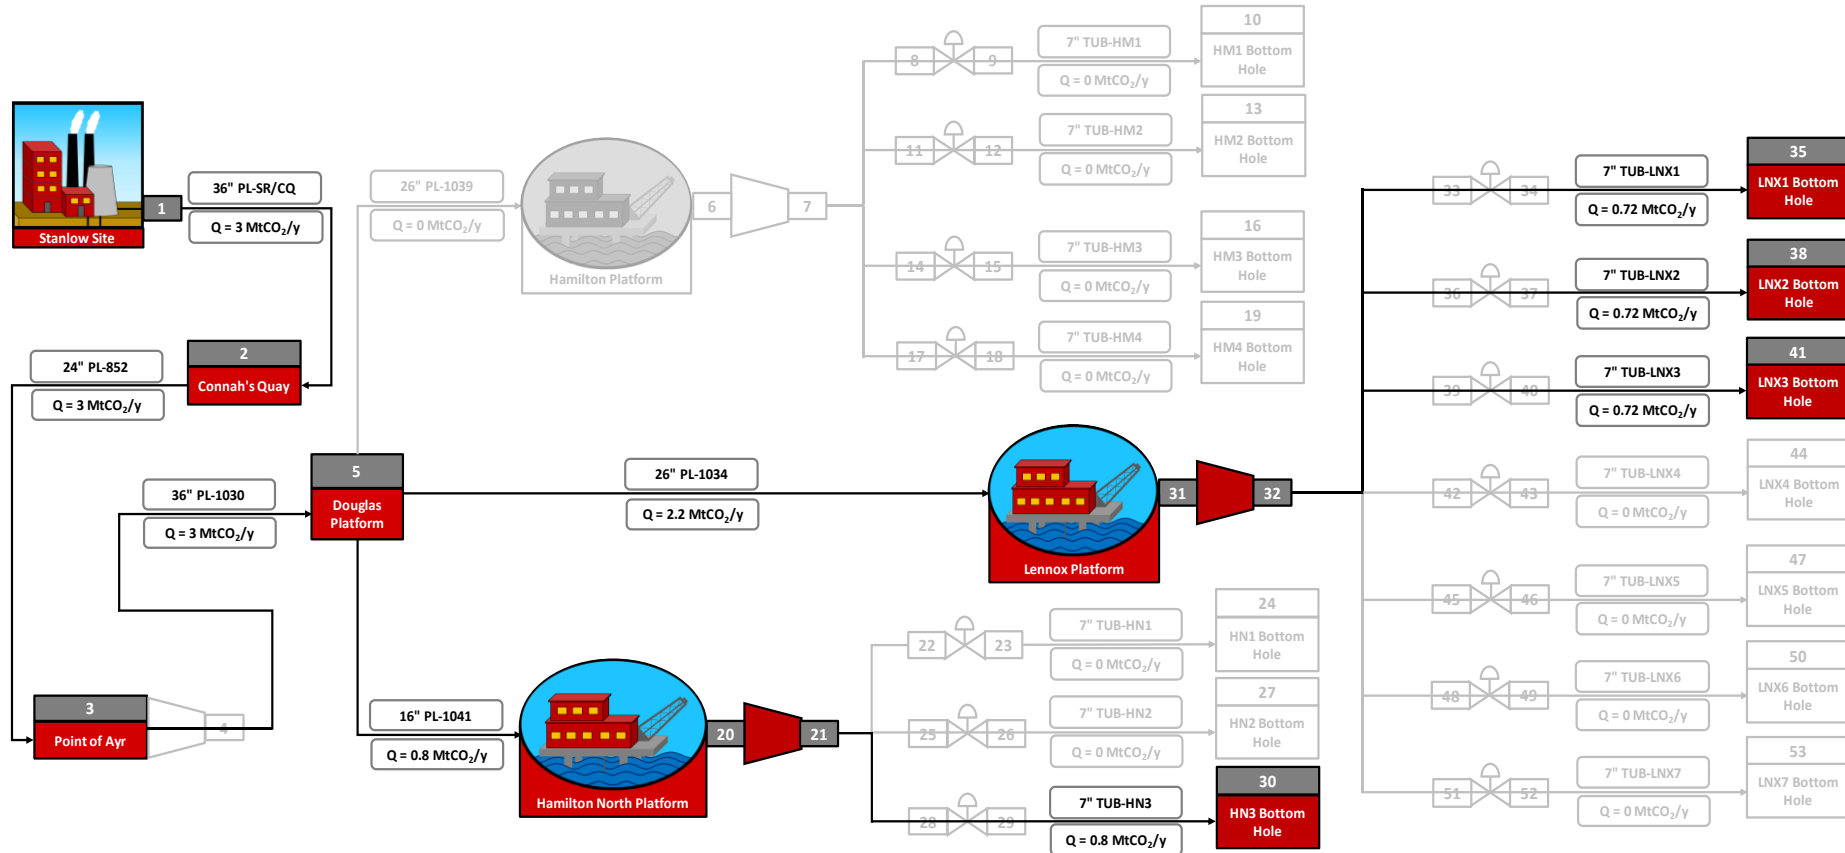 Stanlow Site
1
36" PL-SR/CQ
Q = 3 MtCO₂/y
2
Connah's Quay
24" PL-852
Q = 3 MtCO₂/y
3
Point of Ayr
4
36" PL-1030
Q = 3 MtCO₂/y
5
Douglas
Platform
26" PL-1039
Q = 0 MtCO₂/y
Hamilton Platform
6
7
8
9
7" TUB-HM1
Q = 0 MtCO₂/y
10
HM1 Bottom
Hole
11
12
7" TUB-HM2
Q = 0 MtCO₂/y
13
HM2 Bottom
Hole
14
15
7" TUB-HM3
Q = 0 MtCO₂/y
16
HM3 Bottom
Hole
17
18
7" TUB-HM4
Q = 0 MtCO₂/y
19
HM4 Bottom
Hole
26" PL-1034
Q = 2.2 MtCO₂/y
Lennox Platform
31
32
33
34
7" TUB-LNX1
Q = 0.72 MtCO₂/y
35
LNX1 Bottom
Hole
36
37
7" TUB-LNX2
Q = 0.72 MtCO₂/y
38
LNX2 Bottom
Hole
39
40
7" TUB-LNX3
Q = 0.72 MtCO₂/y
41
LNX3 Bottom
Hole
42
43
7" TUB-LNX4
Q = 0 MtCO₂/y
44
LNX4 Bottom
Hole
45
46
7" TUB-LNX5
Q = 0 MtCO₂/y
47
LNX5 Bottom
Hole
48
49
7" TUB-LNX6
Q = 0 MtCO₂/y
50
LNX6 Bottom
Hole
51
52
7" TUB-LNX7
Q = 0 MtCO₂/y
53
LNX7 Bottom
Hole
16" PL-1041
Q = 0.8 MtCO₂/y
Hamilton North Platform
20
21
22
23
7" TUB-HN1
Q = 0 MtCO₂/y
24
HN1 Bottom
Hole
25
26
7" TUB-HN2
Q = 0 MtCO₂/y
27
HN2 Bottom
Hole
28
29
7" TUB-HN3
Q = 0.8 MtCO₂/y
30
HN3 Bottom
Hole